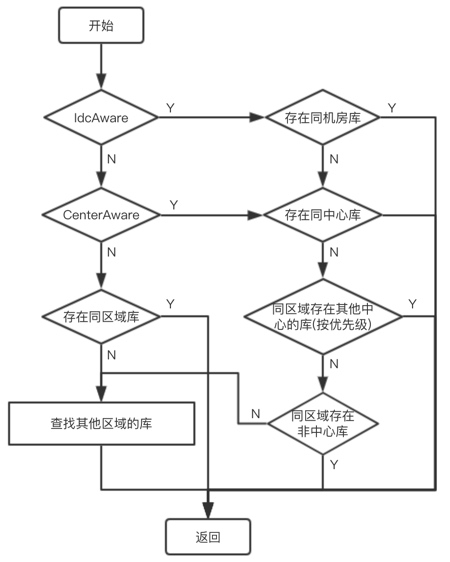 开始
IdcAware
Y
存在同机房库
Y
N
N
CenterAware
Y
存在同中心库
N
N
存在同区域库
Y
同区域存在其他中
心的库(按优先级)
Y
N
N
查找其他区域的库
N
同区域存在
非中心库
Y
返回